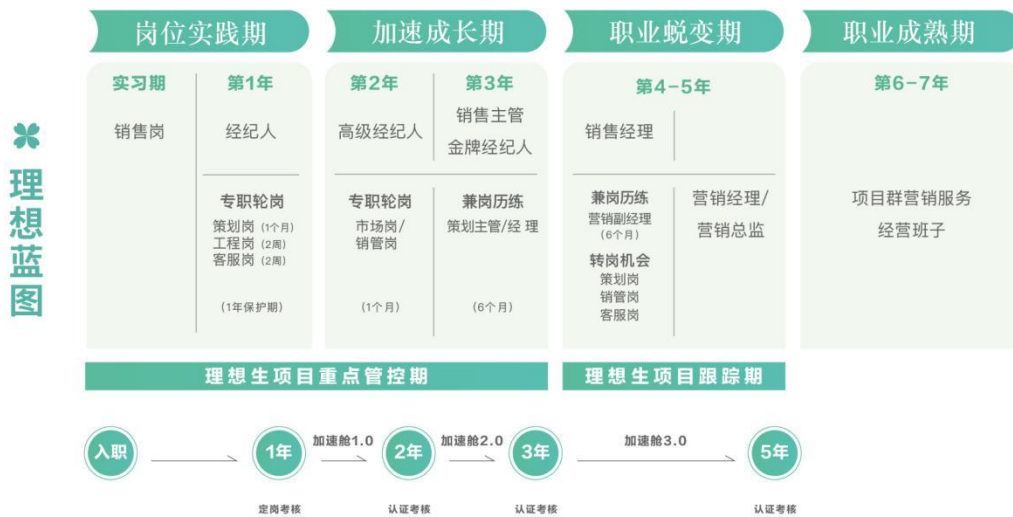 理想蓝图
岗位实践期
加速成长期
职业蜕变期
职业成熟期
实习期
销售岗
第1年
经纪人
专职轮岗
策划岗(1个月)
工程岗(2周)
客服岗(2周)
(1年保护期)
第2年
高级经纪人
专职轮岗
市场岗/
销管岗
(1个月)
第3年
销售主管
金牌经纪人
兼岗历练
策划主管/经 理
(6个月)
第4-5年
销售经理
兼岗历练
营销副经理
(6个月)
转岗机会
策划岗
销管岗
客服岗
营销经理/
营销总监
第6-7年
项目群营销服务
经营班子
理想生项目重点管控期
理想生项目跟踪期
入职
1年
加速舱1.0
2年
加速舱2.0
3年
加速舱3.0
5年
定岗考核
认证考核
认证考核
认证考核